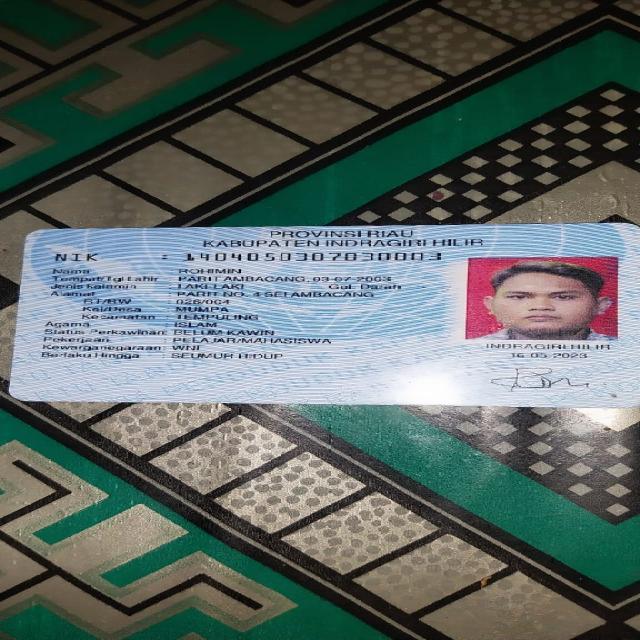 PROVINSI RIAU
KABUPATEN INDRAGIRI HILIR
NIK : 1404050307030003
Nama : ROHIMIN
Tempat/Tgl Lahir : PARIT AMBACANG, 03-07-2003
Jenis Kelamin : LAKI-LAKI Gol. Darah : -
Alamat : PARIT NO. 4 SEI AMBACANG
RT/RW : 024/004
Kel/Desa : MUMPA
Kecamatan : TEMPULING
Agama : ISLAM
Status Perkawinan: BELUM KAWIN
Pekerjaan : PELAJAR/MAHASISWA
Kewarganegaraan : WNI
Berlaku Hingga : SEUMUR HIDUP
INDRAGIRI HILIR
16-05-2023